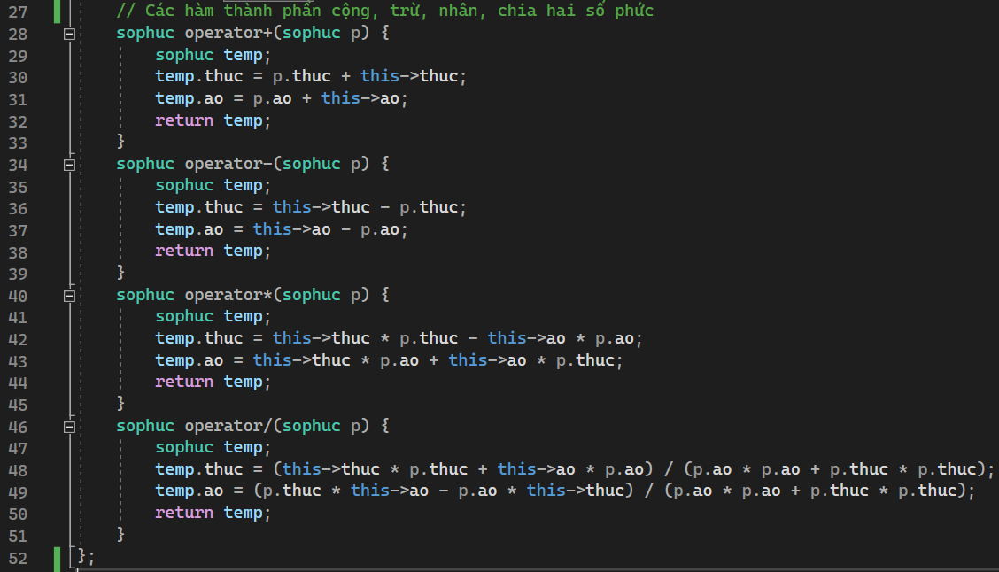 27 // Các hàm thành phần cộng, trừ, nhân, chia hai số phức
28 sophuc operator+(sophuc p) {
29 sophuc temp;
30 temp.thuc = p.thuc + this->thuc;
31 temp.ao = p.ao + this->ao;
32 return temp;
33 }
34 sophuc operator-(sophuc p) {
35 sophuc temp;
36 temp.thuc = this->thuc - p.thuc;
37 temp.ao = this->ao - p.ao;
38 return temp;
39 }
40 sophuc operator*(sophuc p) {
41 sophuc temp;
42 temp.thuc = this->thuc * p.thuc - this->ao * p.ao;
43 temp.ao = this->thuc * p.ao + this->ao * p.thuc;
44 return temp;
45 }
46 sophuc operator/(sophuc p) {
47 sophuc temp;
48 temp.thuc = (this->thuc * p.thuc + this->ao * p.ao) / (p.ao * p.ao + p.thuc * p.thuc);
49 temp.ao = (p.thuc * this->ao - p.ao * this->thuc) / (p.ao * p.ao + p.thuc * p.thuc);
50 return temp;
51 }
52 };